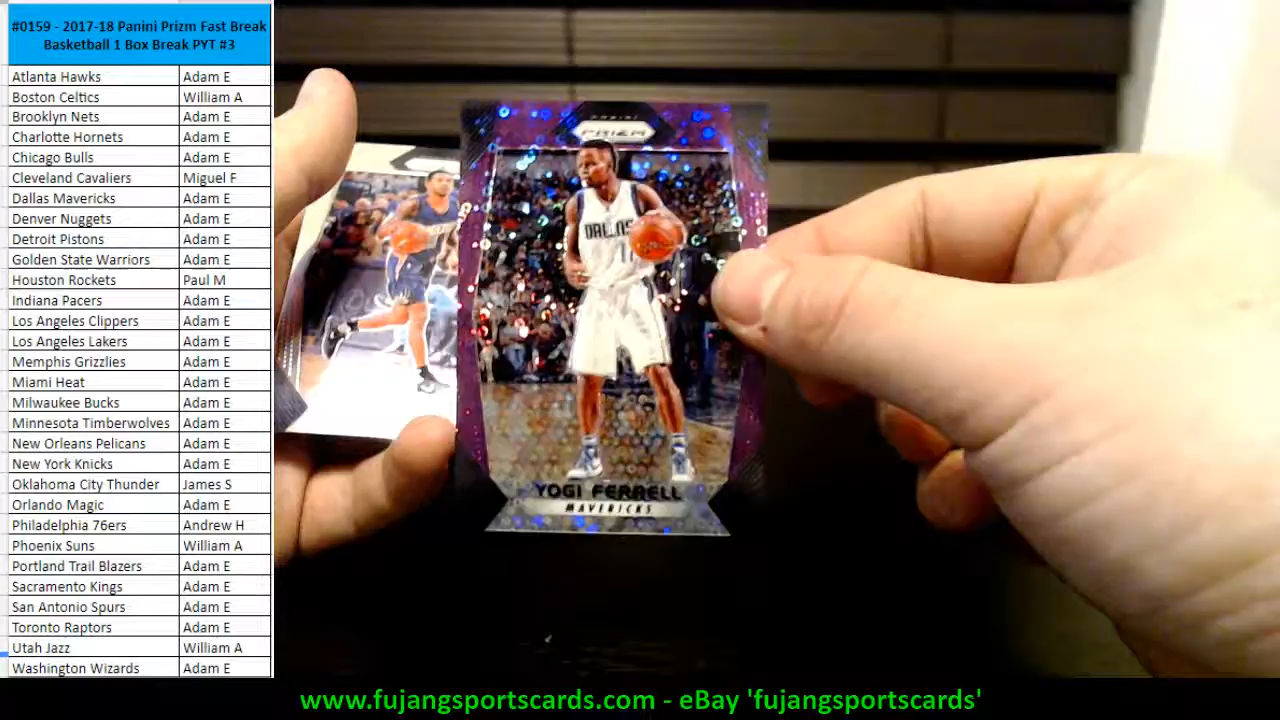 #0159 - 2017-18 Panini Prizm Fast Break
Basketball 1 Box Break PYT #3
Atlanta Hawks Adam E
Boston Celtics William A
Brooklyn Nets Adam E
Charlotte Hornets Adam E
Chicago Bulls Adam E
Cleveland Cavaliers Miguel F
Dallas Mavericks Adam E
Denver Nuggets Adam E
Detroit Pistons Adam E
Golden State Warriors Adam E
Houston Rockets Paul M
Indiana Pacers Adam E
Los Angeles Clippers Adam E
Los Angeles Lakers Adam E
Memphis Grizzlies Adam E
Miami Heat Adam E
Milwaukee Bucks Adam E
Minnesota Timberwolves Adam E
New Orleans Pelicans Adam E
New York Knicks Adam E
Oklahoma City Thunder James S
Orlando Magic Adam E
Philadelphia 76ers Andrew H
Phoenix Suns William A
Portland Trail Blazers Adam E
Sacramento Kings Adam E
San Antonio Spurs Adam E
Toronto Raptors Adam E
Utah Jazz William A
Washington Wizards Adam E
PANINI
PRIZM
DALLAS
YOGI FERRELL
MAVERICKS
www.fujangsportscards.com - eBay 'fujangsportscards'